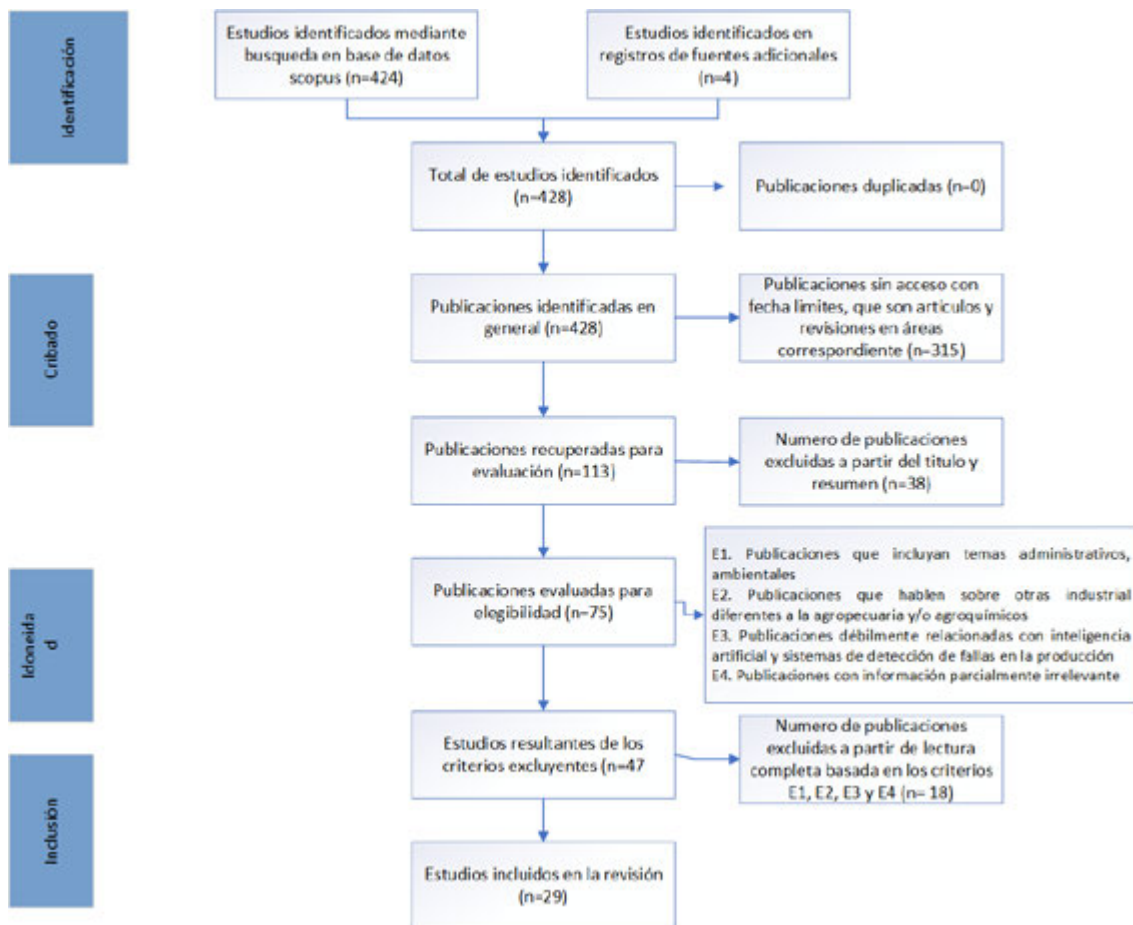 Identificación
Estudios identificados mediante
busqueda en base de datos
scopus (n=424)
Estudios identificados en
registros de fuentes adicionales
(n=4)
Total de estudios identificados
(n=428)
Publicaciones duplicadas (n=0)
Cribado
Publicaciones identificadas en
general (n=428)
Publicaciones sin acceso con
fecha limites, que son articulos y
revisiones en áreas
correspondiente (n=315)
Publicaciones recuperadas para
evaluación (n=113)
Numero de publicaciones
excluidas a partir del titulo y
resumen (n=38)
Idoneida
d
Publicaciones evaluadas para
elegibilidad (n=75)
E1. Publicaciones que incluyan temas administrativos,
ambientales
E2. Publicaciones que hablen sobre otras industrial
diferentes a la agropecuaria y/o agroquímicos
E3. Publicaciones débilmente relacionadas con inteligencia
artificial y sistemas de detección de fallas en la producción
E4. Publicaciones con información parcialmente irrelevante
Estudios resultantes de los
criterios excluyentes (n=47
Numero de publicaciones
excluidas a partir de lectura
completa basada en los criterios
E1, E2, E3 y E4 (n= 18)
Inclusión
Estudios incluidos en la revisión
(n=29)